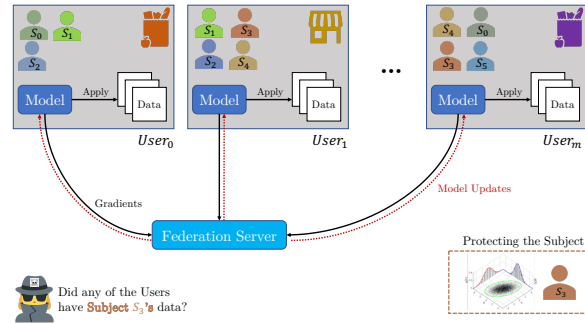 S₀ S₁
S₂
Model
Apply
Data
User₀
S₁ S₃
S₂ S₄
Model
Apply
Data
User₁
...
S₄ S₀
S₃ S₅
Model
Apply
Data
Userₘ
Gradients
Model Updates
Federation Server
Did any of the Users
have Subject S₃'s data?
Protecting the Subject
S₃